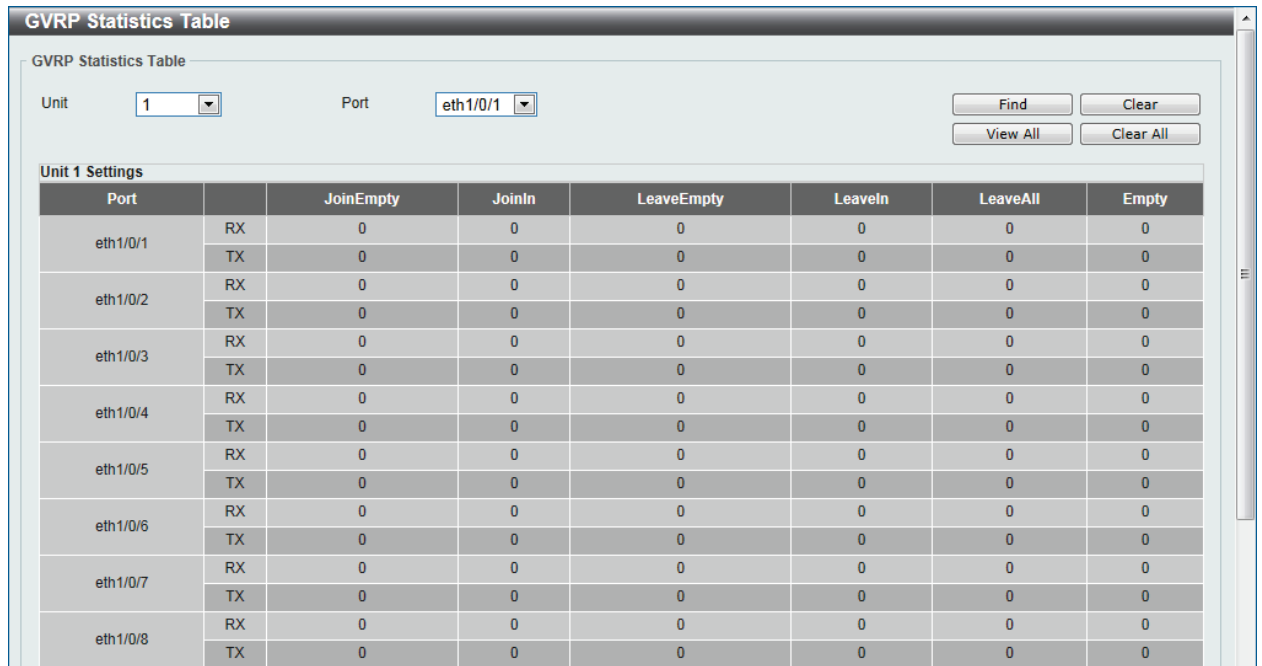 GVRP Statistics Table
GVRP Statistics Table
Unit 1 Port eth1/0/1 Find Clear
View All Clear All
Unit 1 Settings
Port JoinEmpty JoinIn LeaveEmpty LeaveIn LeaveAll Empty
eth1/0/1 RX 0 0 0 0 0 0
TX 0 0 0 0 0 0
eth1/0/2 RX 0 0 0 0 0 0
TX 0 0 0 0 0 0
eth1/0/3 RX 0 0 0 0 0 0
TX 0 0 0 0 0 0
eth1/0/4 RX 0 0 0 0 0 0
TX 0 0 0 0 0 0
eth1/0/5 RX 0 0 0 0 0 0
TX 0 0 0 0 0 0
eth1/0/6 RX 0 0 0 0 0 0
TX 0 0 0 0 0 0
eth1/0/7 RX 0 0 0 0 0 0
TX 0 0 0 0 0 0
eth1/0/8 RX 0 0 0 0 0 0
TX 0 0 0 0 0 0